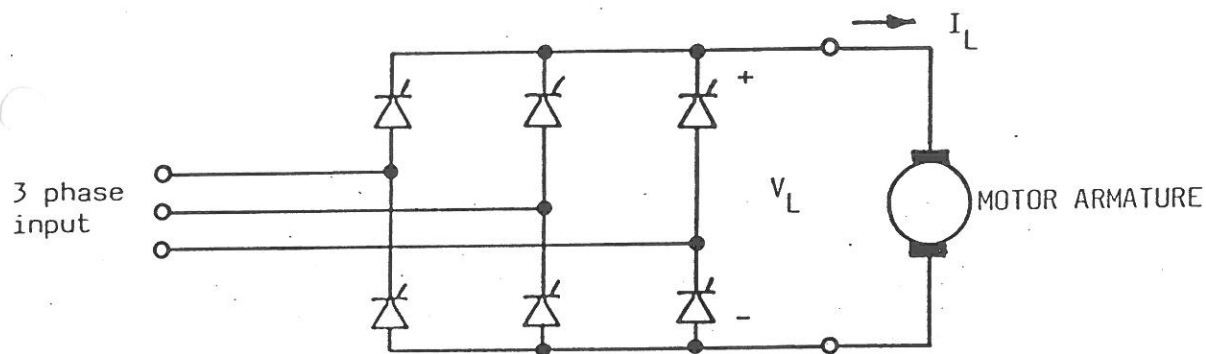 I_L
+
3 phase
input
V_L
MOTOR ARMATURE
-